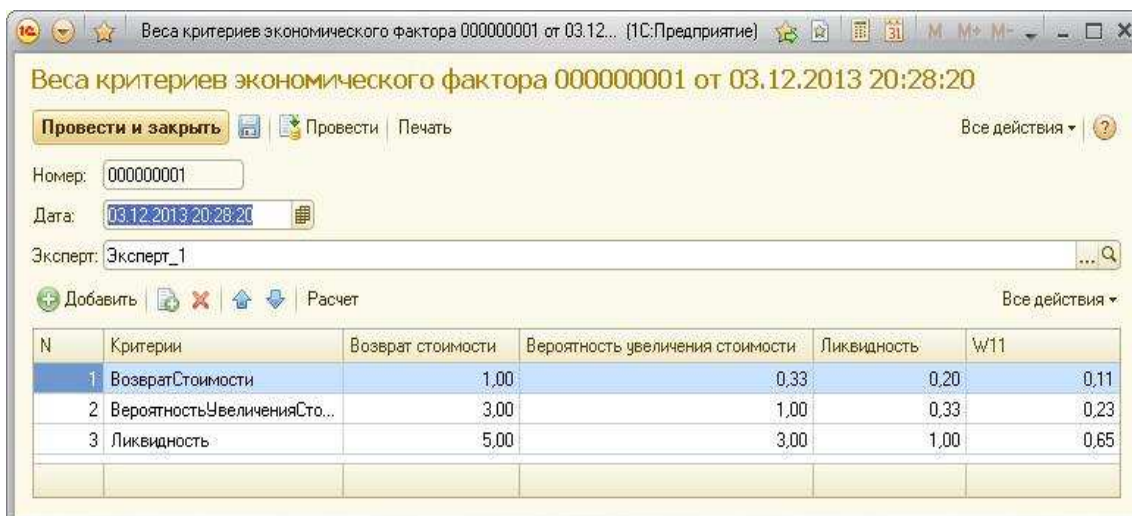 Веса критериев экономического фактора 000000001 от 03.12... (1С:Предприятие) 31 M M+ M-
Веса критериев экономического фактора 000000001 от 03.12.2013 20:28:20
Провести и закрыть Провести Печать Все действия ?
Номер: 000000001
Дата: 03.12.2013 20:28:20
Эксперт: Эксперт_1 ...
Добавить Расчет Все действия
N Критерии Возврат стоимости Вероятность увеличения стоимости Ликвидность W11
1 ВозвратСтоимости 1,00 0,33 0,20 0,11
2 ВероятностьУвеличенияСто... 3,00 1,00 0,33 0,23
3 Ликвидность 5,00 3,00 1,00 0,65